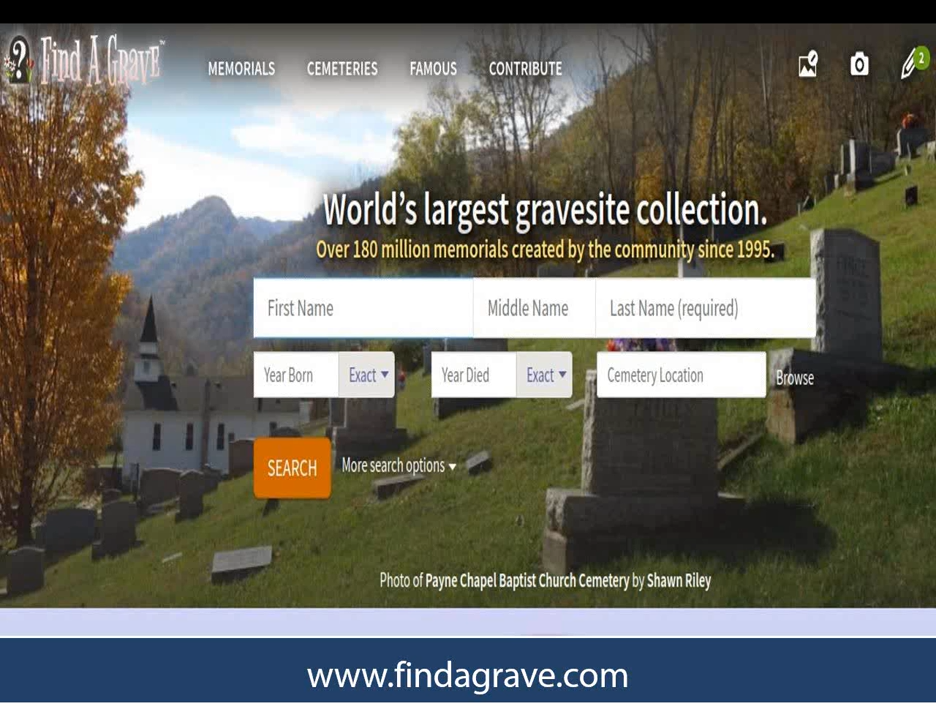 Find A Grave™
MEMORIALS CEMETERIES FAMOUS CONTRIBUTE
2
World's largest gravesite collection.
Over 180 million memorials created by the community since 1995.
First Name Middle Name Last Name (required)
Year Born Exact Year Died Exact Cemetery Location Browse
SEARCH More search options
Photo of Payne Chapel Baptist Church Cemetery by Shawn Riley
www.findagrave.com